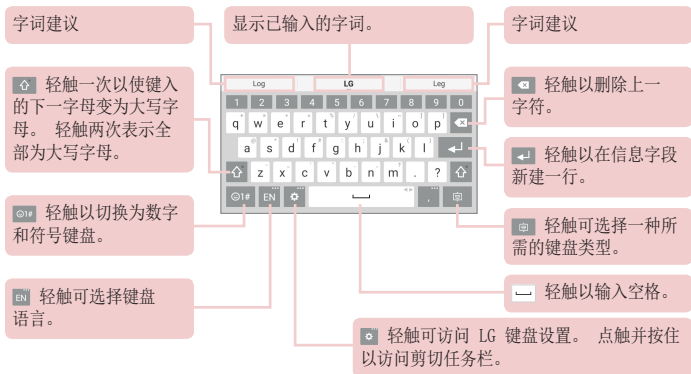 字词建议
显示已输入的字词。
字词建议
轻触一次以使键入
的下一字母变为大写字
母。 轻触两次表示全
部为大写字母。
Log
LG
Leg
1 2 3 4 5 6 7 8 9 0
q w e r t y u i o p
a s d f g h j k l
z x c v b n m . ?
1# EN ,
轻触以删除上一
字符。
轻触以在信息字段
新建一行。
1# 轻触以切换为数字
和符号键盘。
轻触可选择一种所
需的键盘类型。
EN 轻触可选择键盘
语言。
轻触以输入空格。
轻触可访问 LG 键盘设置。 点触并按住
以访问剪切任务栏。